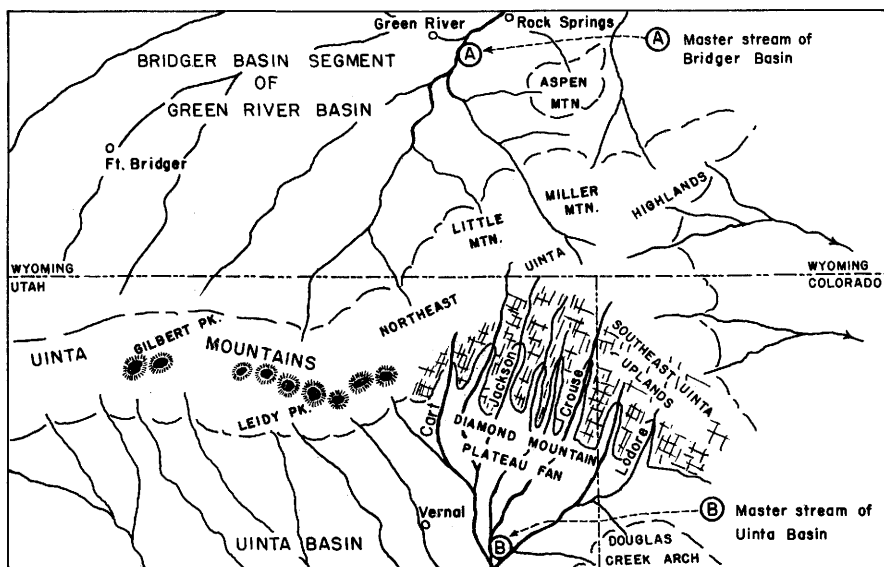 Green River
Rock Springs
A
A
Master stream of
Bridger Basin
BRIDGER BASIN SEGMENT
OF
GREEN RIVER BASIN
ASPEN
MTN.
Ft. Bridger
LITTLE
MTN.
MILLER
MTN.
HIGHLANDS
UINTA
WYOMING
UTAH
WYOMING
COLORADO
NORTHEAST
GILBERT PK.
UINTA
MOUNTAINS
LEIDY PK.
SOUTHEAST UINTA
UPLANDS
Cart
Jackson
Crouse
Lodore
DIAMOND MOUNTAIN
PLATEAU FAN
Vernal
UINTA BASIN
B
B
Master stream of
Uinta Basin
DOUGLAS
CREEK ARCH